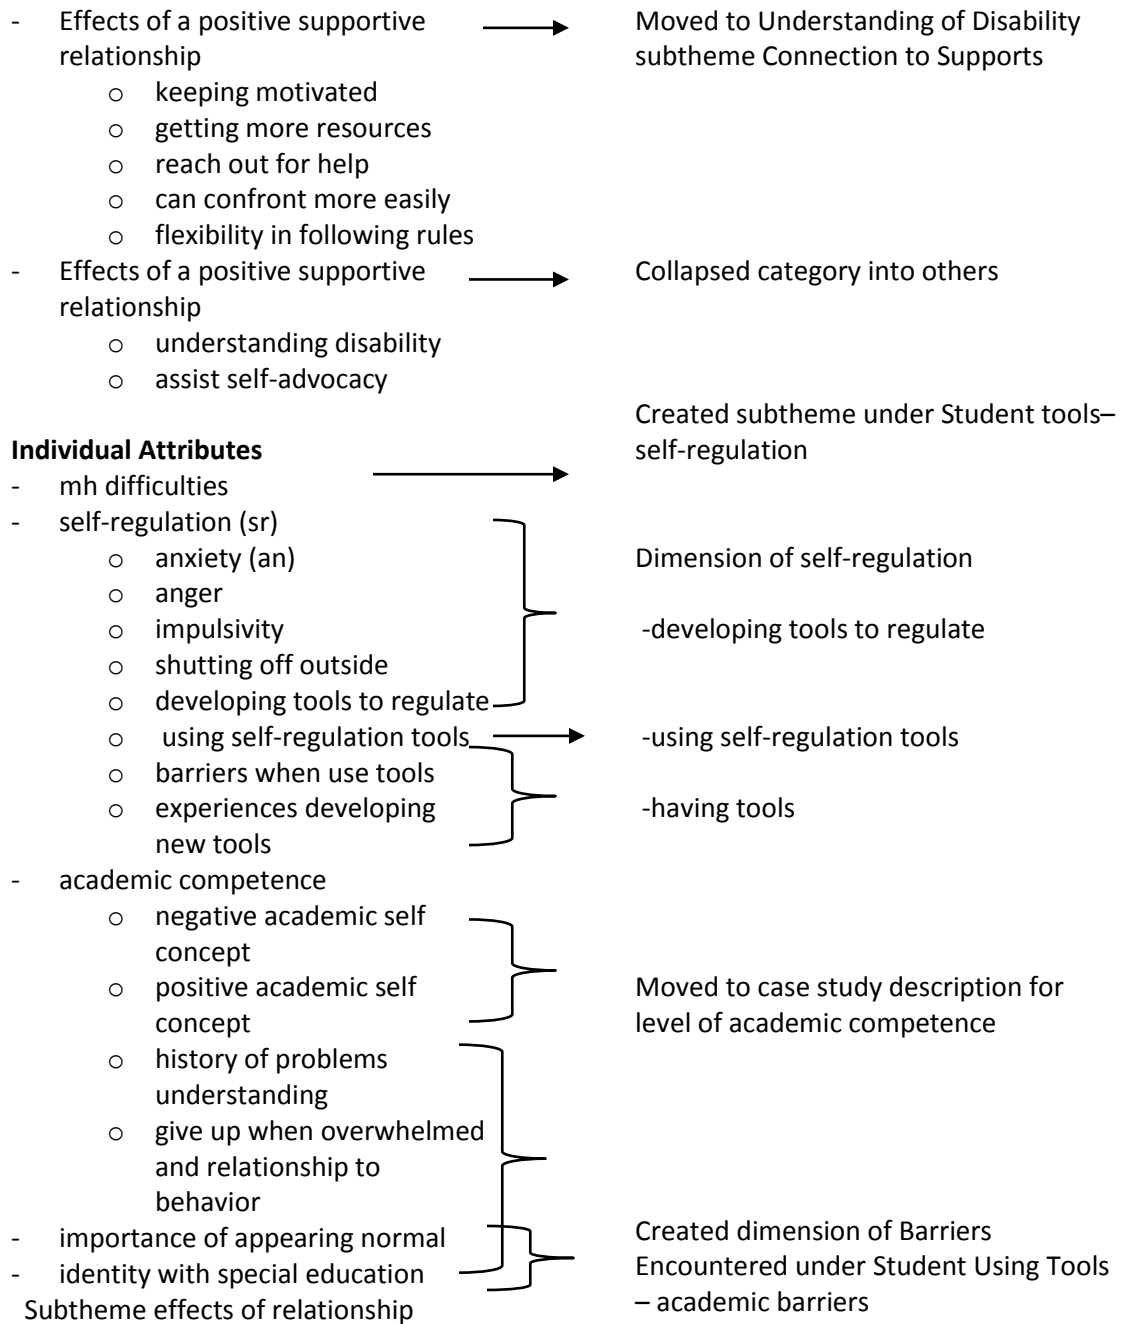 - Effects of a positive supportive
relationship
o keeping motivated
o getting more resources
o reach out for help
o can confront more easily
o flexibility in following rules
- Effects of a positive supportive
relationship
o understanding disability
o assist self-advocacy
Individual Attributes
- mh difficulties
- self-regulation (sr)
o anxiety (an)
o anger
o impulsivity
o shutting off outside
o developing tools to regulate
o using self-regulation tools
o barriers when use tools
o experiences developing
new tools
- academic competence
o negative academic self
concept
o positive academic self
concept
o history of problems
understanding
o give up when overwhelmed
and relationship to
behavior
- importance of appearing normal
- identity with special education
Subtheme effects of relationship
Moved to Understanding of Disability
subtheme Connection to Supports
Collapsed category into others
Created subtheme under Student tools–
self-regulation
Dimension of self-regulation
-developing tools to regulate
-using self-regulation tools
-having tools
Moved to case study description for
level of academic competence
Created dimension of Barriers
Encountered under Student Using Tools
– academic barriers